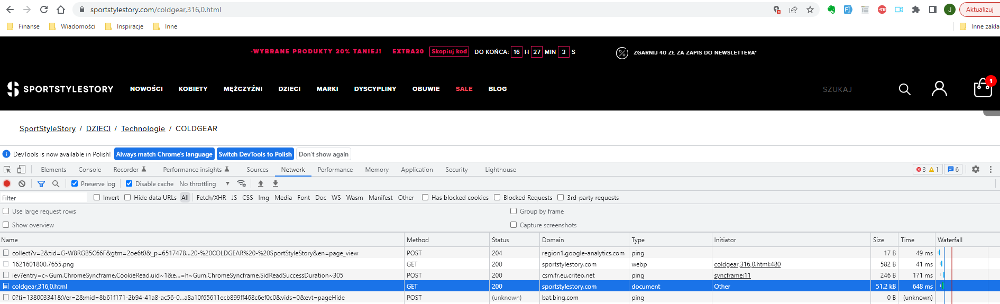 sportstylestory.com/coldgear,316,0.html J Aktualizuj
Finanse Wiadomości Inspiracje Inne Inne zakła
-WYBRANE PRODUKTY 20% TANIEJ! EXTRA20 Skopiuj kod DO KOŃCA: 16 H 27 MIN 3 S ZGARNIJ 40 ZŁ ZA ZAPIS DO NEWSLETTERA*
SPORTSTYLESTORY NOWOŚCI KOBIETY MĘŻCZYŹNI DZIECI MARKI DYSCYPLINY OBUWIE SALE BLOG SZUKAJ 1
SportStyleStory / DZIECI / Technologie / COLDGEAR
DevTools is now available in Polish! Always match Chrome's language Switch DevTools to Polish Don't show again
Elements Console Recorder Performance insights Sources Network Performance Memory Application Security Lighthouse 3 1 6
Preserve log Disable cache No throttling
Filter Invert Hide data URLs All Fetch/XHR JS CSS Img Media Font Doc WS Wasm Manifest Other Has blocked cookies Blocked Requests 3rd-party requests
Use large request rows Group by frame
Show overview Capture screenshots
Name Method Status Domain Type Initiator Size Time Waterfall
collect?v=2&tid=G-W8RGB5C66F&gtm=2oe6t0&_p=6517478...20-%20COLDGEAR%20-%20SportStyleStory&en=page_view POST 204 region1.google-analytics.com ping 17 B 49 ms
1621601800.7655.png GET 200 sportstylestory.com webp coldgear,316,0.html:480 582 B 41 ms
iev?entry=c~Gum.ChromeSyncframe.CookieRead.uid~1&e...=h~Gum.ChromeSyncframe.SidReadSuccessDuration~305 POST 200 csm.fr.eu.criteo.net ping syncframe:11 246 B 171 ms
coldgear,316,0.html GET 200 sportstylestory.com document Other 51.2 kB 648 ms
0?ti=138003341&Ver=2&mid=8b61f171-2b94-41a8-ac56-0...a8a10f65611ecb899ff468c6ef0c0&vids=0&evt=pageHide POST (unknown) bat.bing.com ping 0 B (unknown)